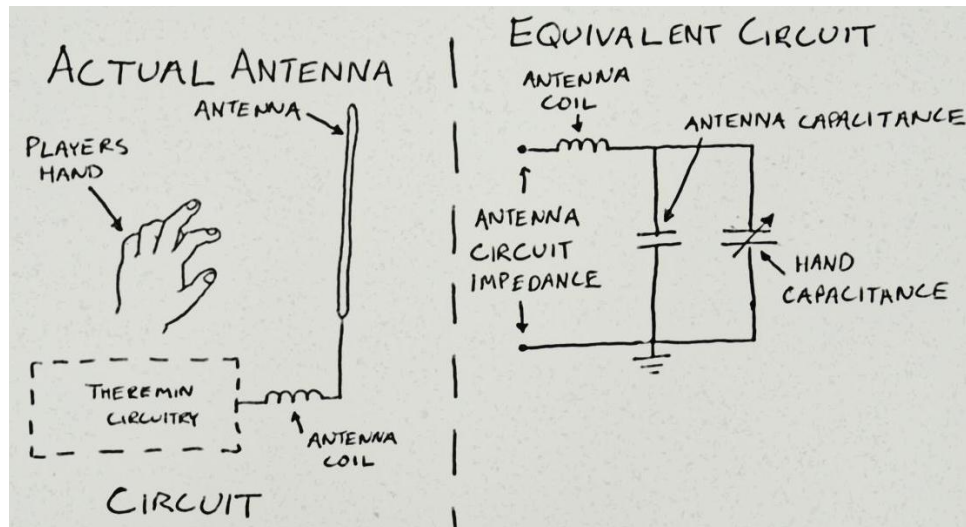 ACTUAL ANTENNA
ANTENNA
PLAYERS
HAND
THEREMIN
CIRCUITRY
ANTENNA
COIL
CIRCUIT
EQUIVALENT CIRCUIT
ANTENNA
COIL
ANTENNA CAPACITANCE
ANTENNA
CIRCUIT
IMPEDANCE
HAND
CAPACITANCE